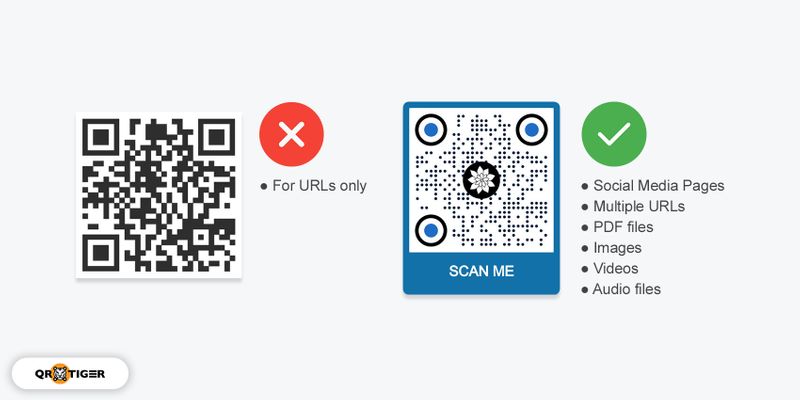 ● For URLs only
SCAN ME
● Social Media Pages
● Multiple URLs
● PDF files
● Images
● Videos
● Audio files
QR TIGER